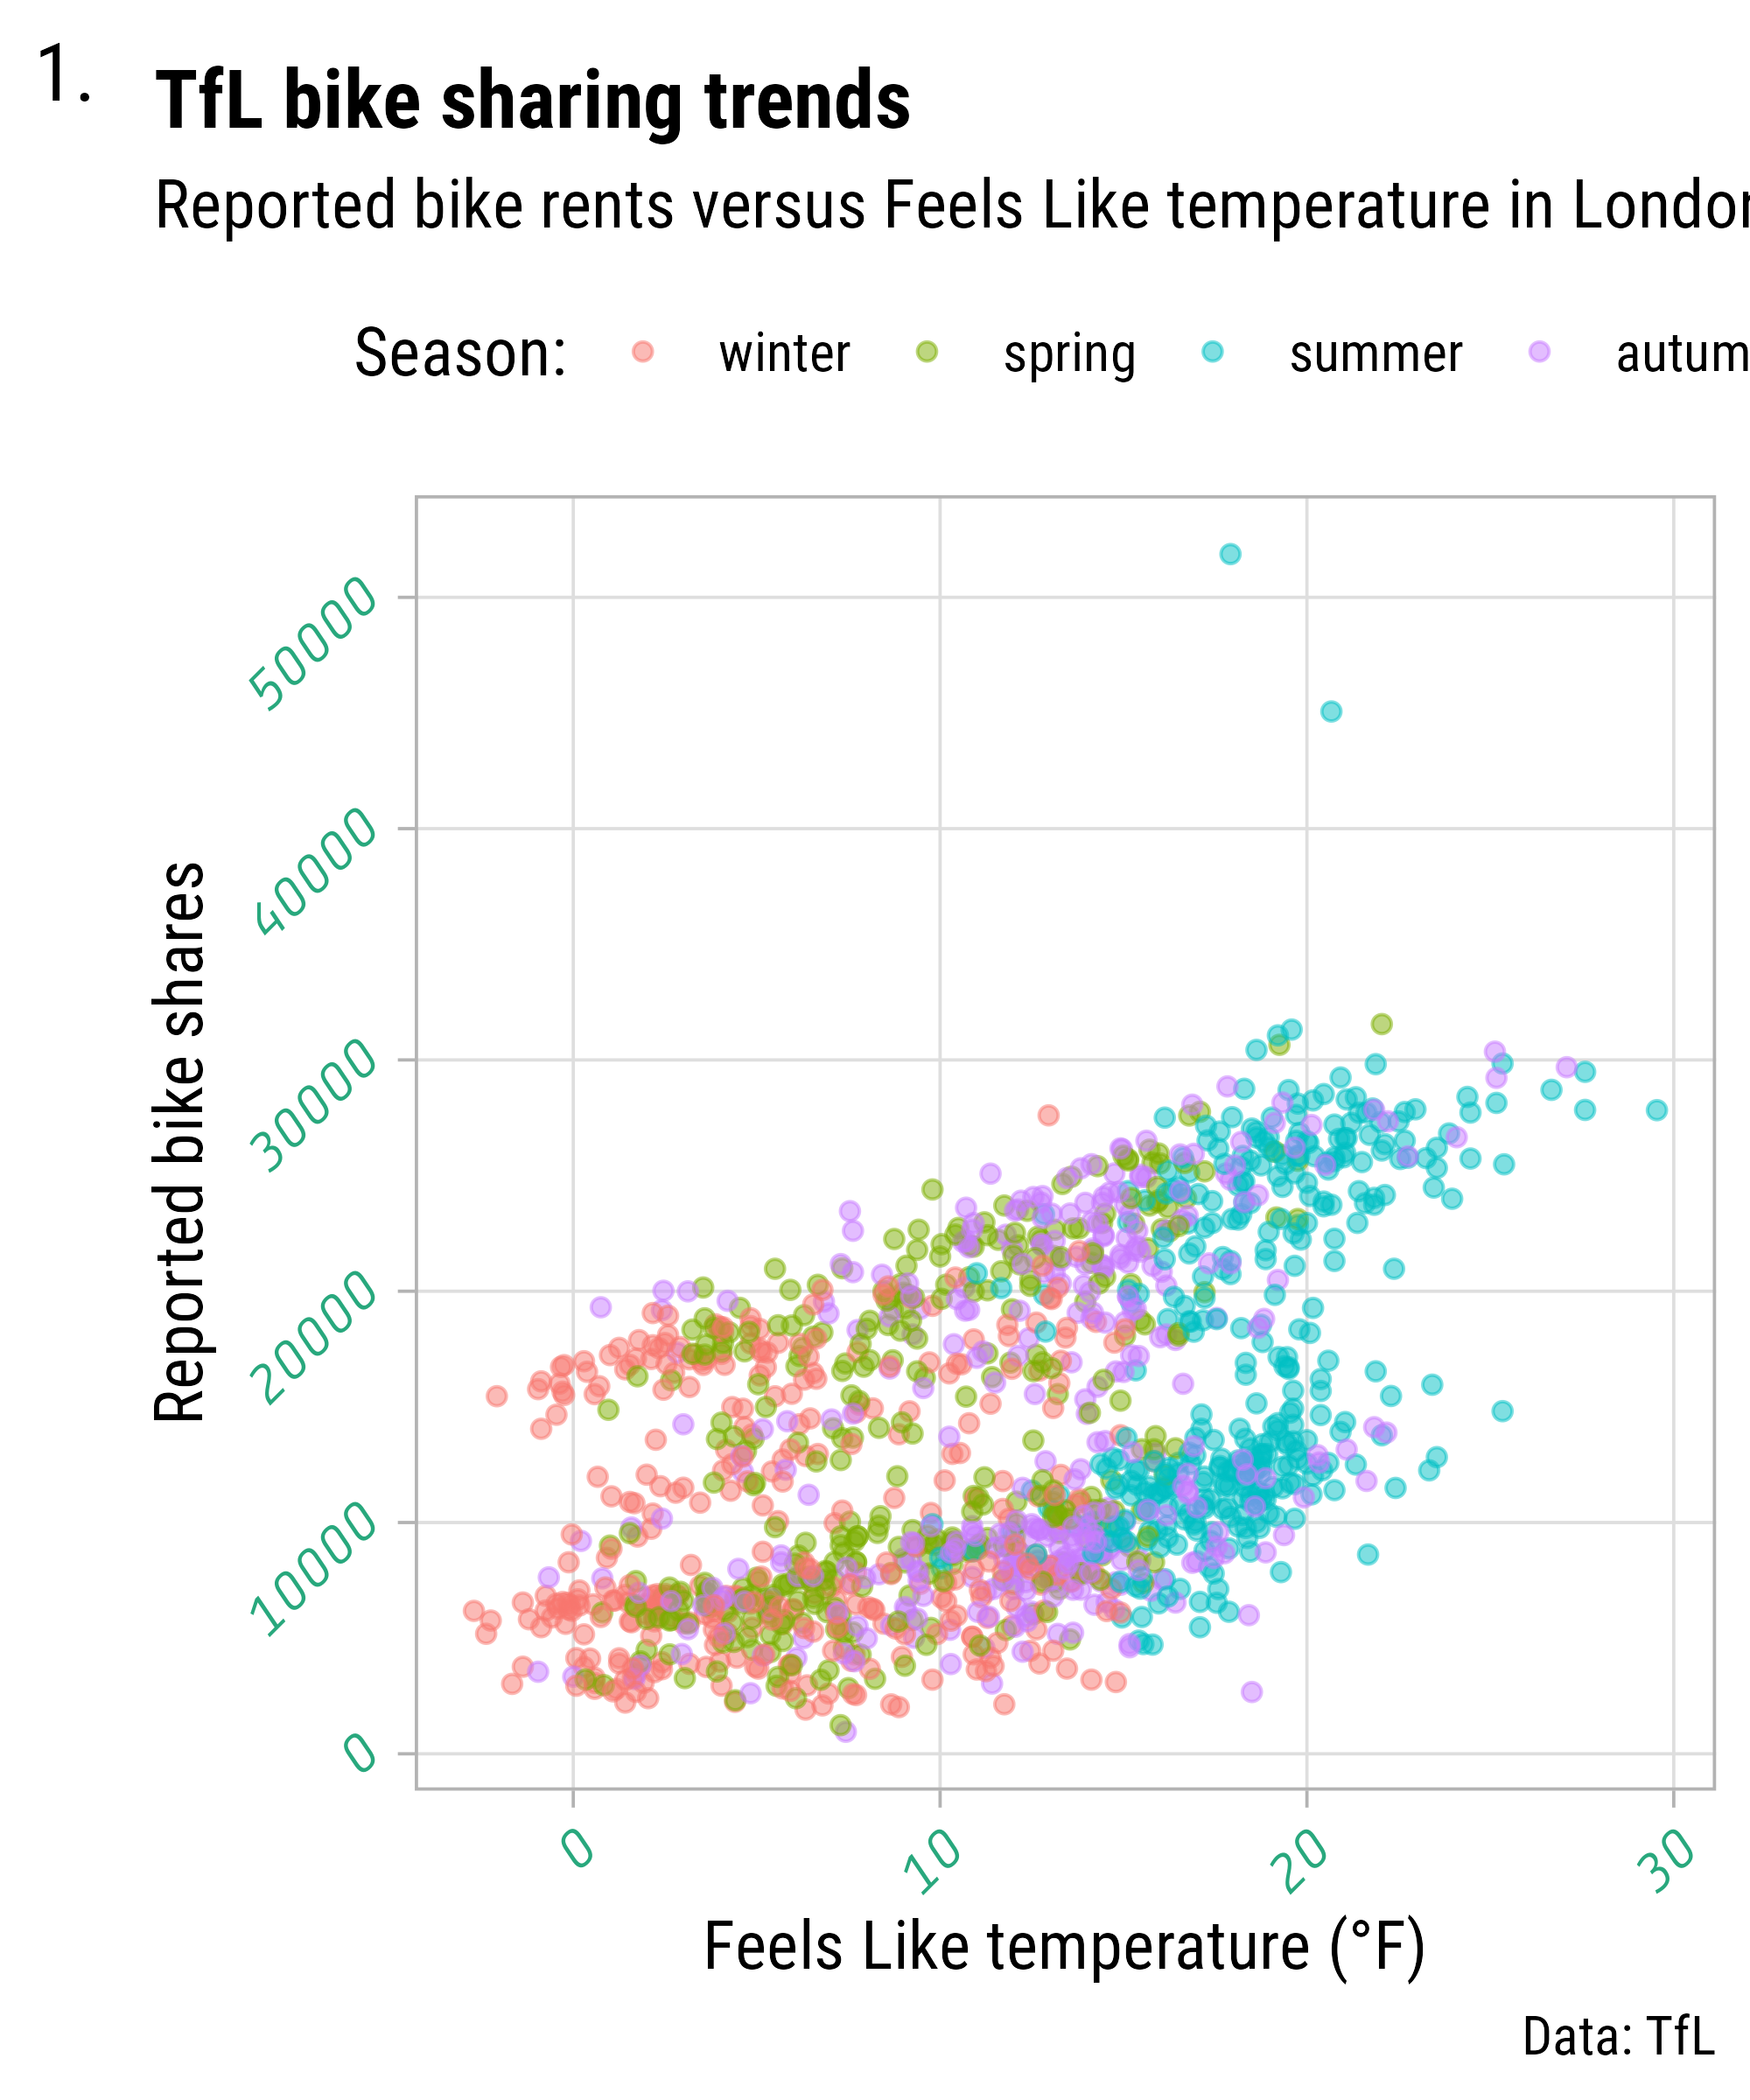 1.
TfL bike sharing trends
Reported bike rents versus Feels Like temperature in Londo
Season: winter spring summer autum
Reported bike shares
50000
40000
30000
20000
10000
0
0 10 20 30
Feels Like temperature (°F)
Data: TfL